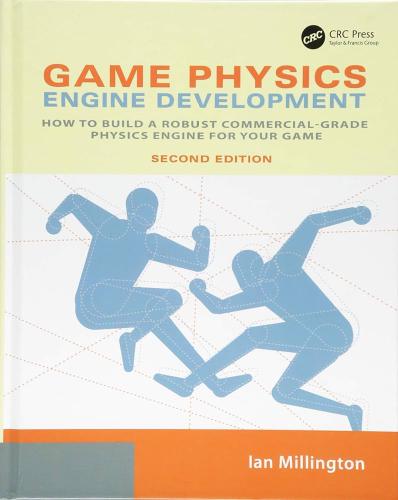 CRC
CRC Press
Taylor & Francis Group
GAME PHYSICS
ENGINE DEVELOPMENT
HOW TO BUILD A ROBUST COMMERCIAL-GRADE
PHYSICS ENGINE FOR YOUR GAME
SECOND EDITION
Ian Millington